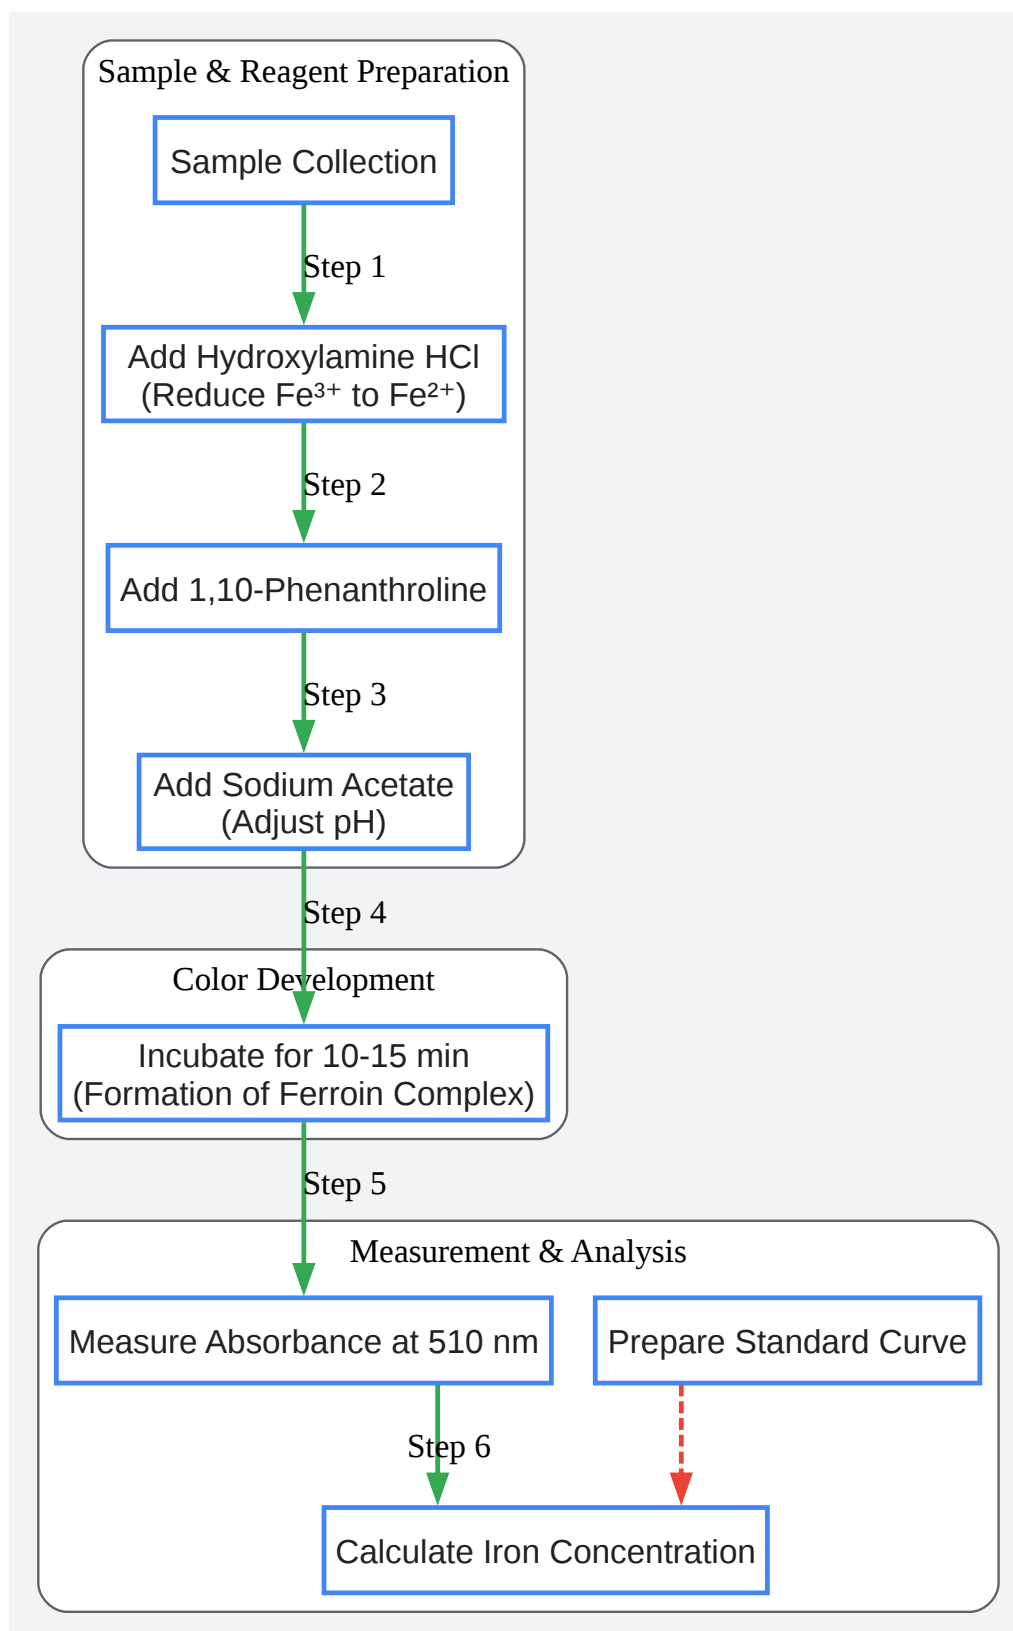 Sample & Reagent Preparation
Sample Collection
Step 1
Add Hydroxylamine HCl
(Reduce Fe³⁺ to Fe²⁺)
Step 2
Add 1,10-Phenanthroline
Step 3
Add Sodium Acetate
(Adjust pH)
Step 4
Color Development
Incubate for 10-15 min
(Formation of Ferroin Complex)
Step 5
Measurement & Analysis
Measure Absorbance at 510 nm
Prepare Standard Curve
Step 6
Calculate Iron Concentration